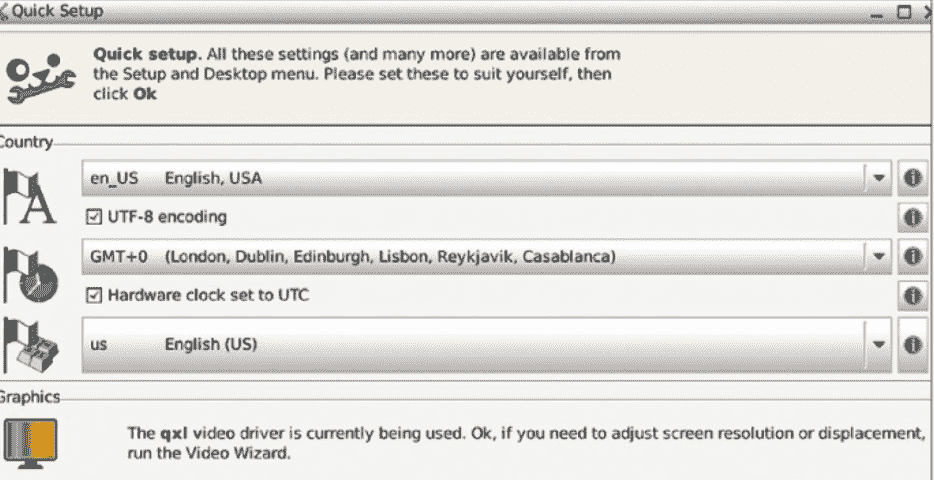 Quick Setup
Quick setup. All these settings (and many more) are available from
the Setup and Desktop menu. Please set these to suit yourself, then
click Ok
Country
en_US English, USA
UTF-8 encoding
GMT+0 (London, Dublin, Edinburgh, Lisbon, Reykjavik, Casablanca)
Hardware clock set to UTC
us English (US)
Graphics
The qxl video driver is currently being used. Ok, if you need to adjust screen resolution or displacement,
run the Video Wizard.